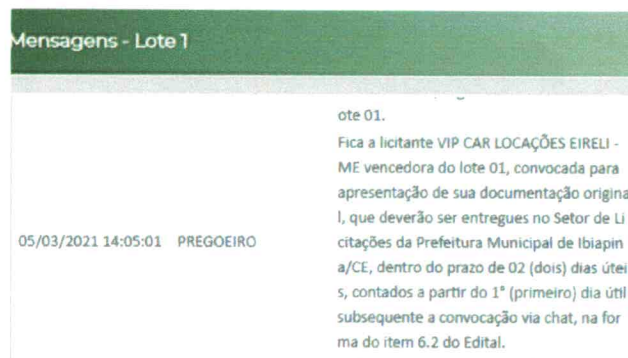 Mensagens - Lote 1
ote 01.
Fica a licitante VIP CAR LOCAÇÕES EIRELI -
ME vencedora do lote 01, convocada para
apresentação de sua documentação origina
l, que deverão ser entregues no Setor de Li
05/03/2021 14:05:01 PREGOEIRO
citações da Prefeitura Municipal de Ibiapin
a/CE, dentro do prazo de 02 (dois) dias útei
s, contados a partir do 1° (primeiro) dia útil
subsequente a convocação via chat, na for
ma do item 6.2 do Edital.